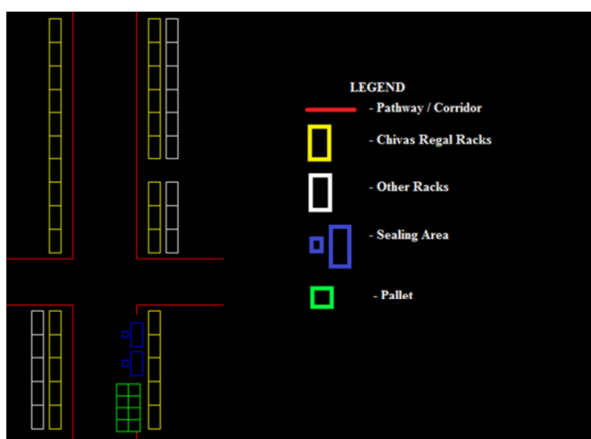 LEGEND
- Pathway / Corridor
- Chivas Regal Racks
- Other Racks
- Sealing Area
- Pallet